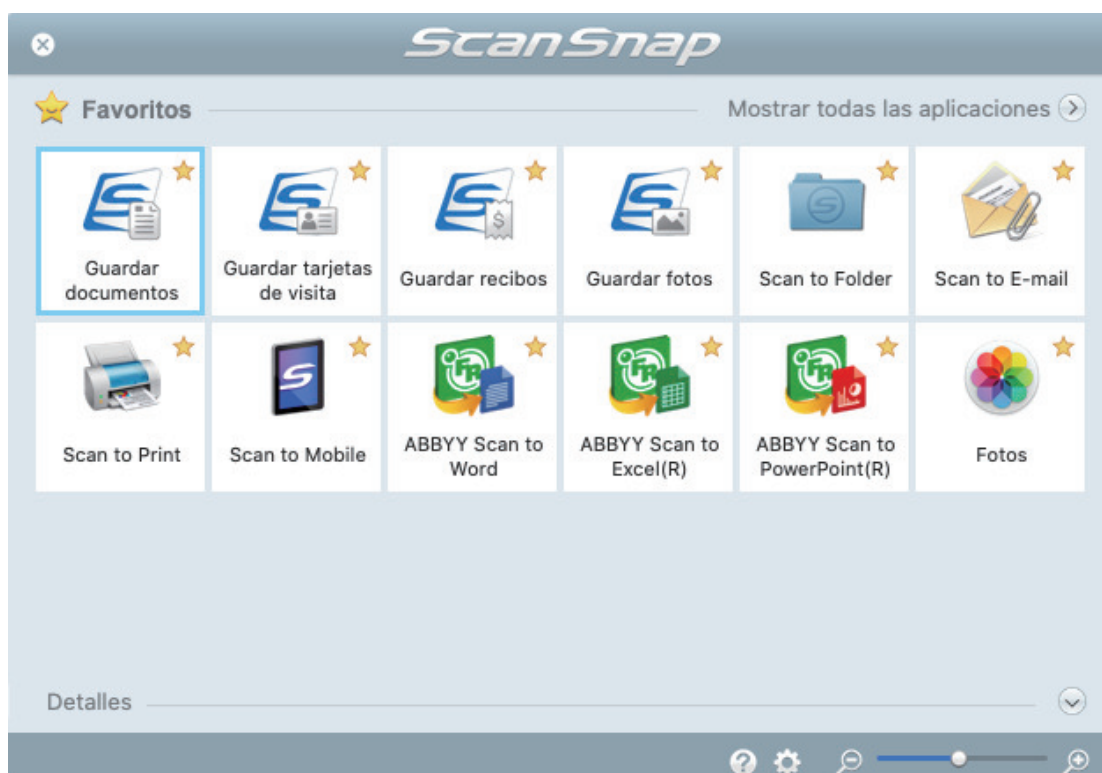 ScanSnap
Favoritos
Mostrar todas las aplicaciones
Guardar
documentos
Guardar tarjetas
de visita
Guardar recibos
Guardar fotos
Scan to Folder
Scan to E-mail
Scan to Print
Scan to Mobile
ABBYY Scan to
Word
ABBYY Scan to
Excel(R)
ABBYY Scan to
PowerPoint(R)
Fotos
Detalles